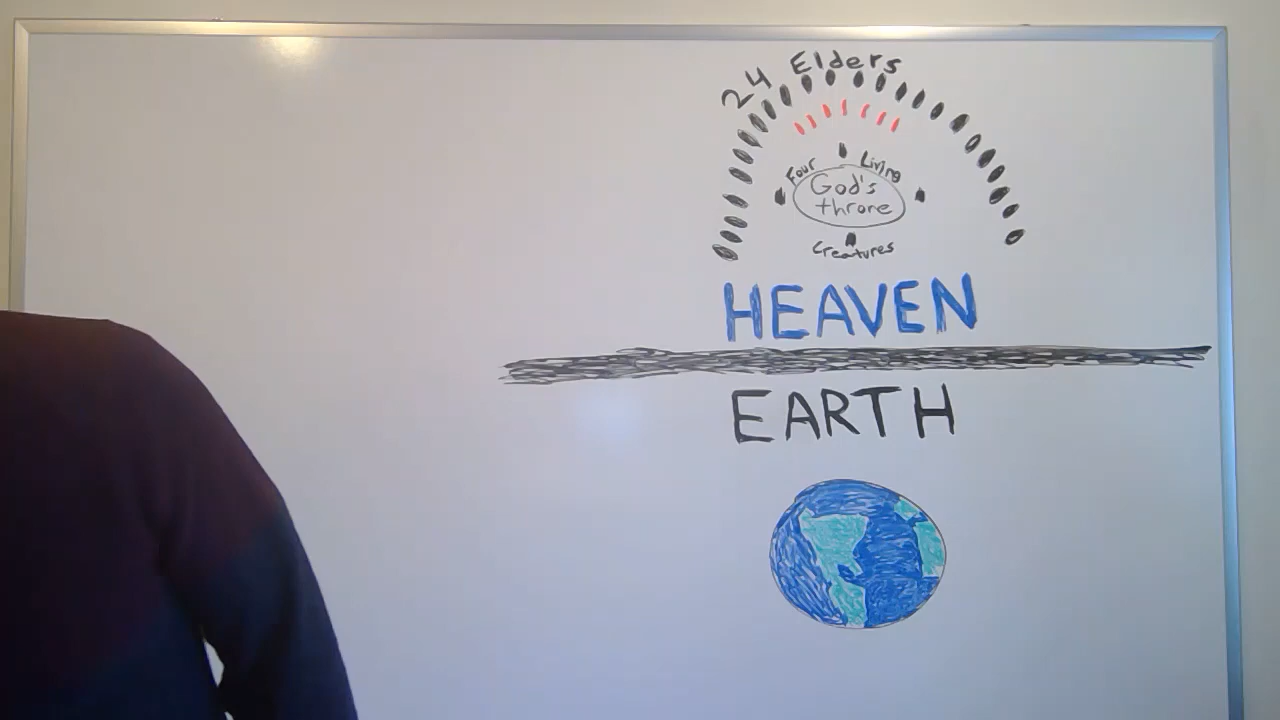 24 Elders
Four Living
God's
throne
Creatures
HEAVEN
EARTH